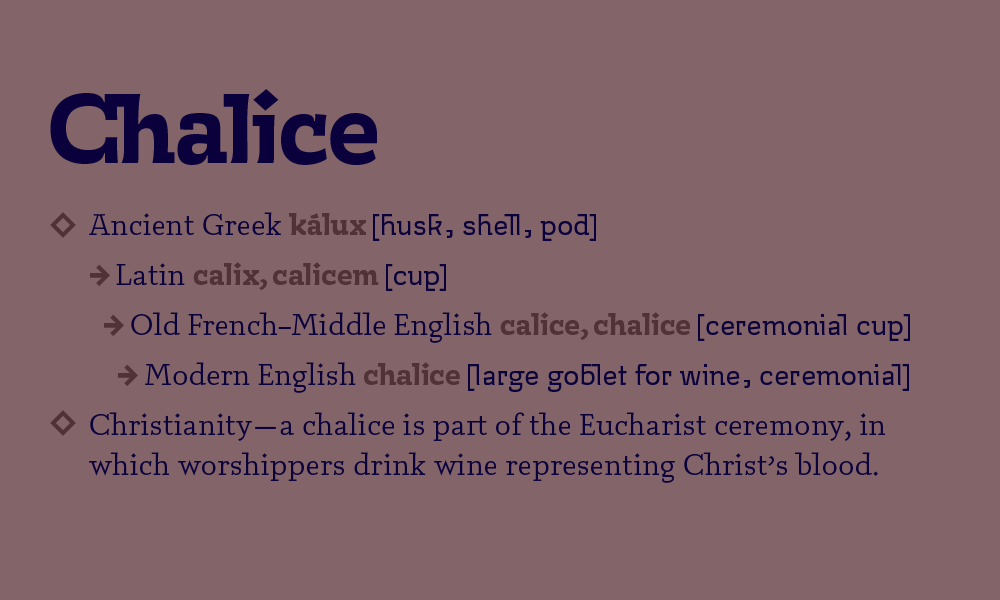 Chalice
◇ Ancient Greek kálux [husk, shell, pod]
→ Latin calix, calicem [cup]
→ Old French–Middle English calice, chalice [ceremonial cup]
→ Modern English chalice [large goblet for wine, ceremonial]
◇ Christianity—a chalice is part of the Eucharist ceremony, in
which worshippers drink wine representing Christ’s blood.